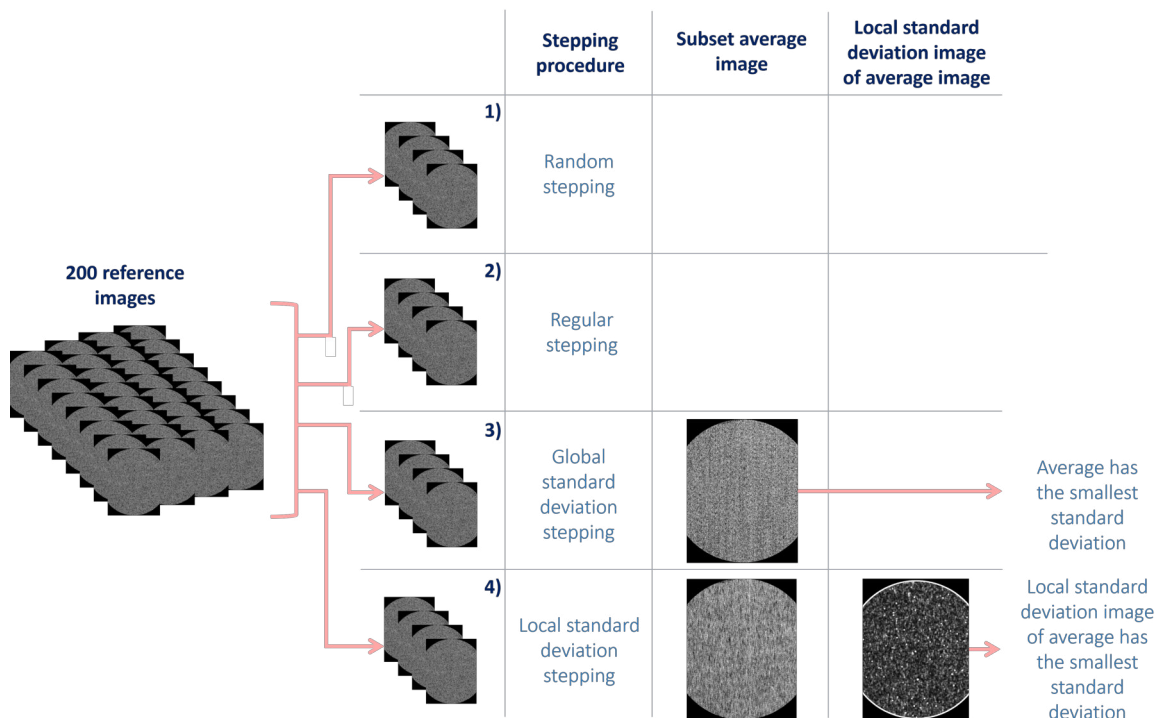 Stepping
procedure
Subset average
image
Local standard
deviation image
of average image
1)
Random
stepping
200 reference
images
2)
Regular
stepping
3)
Global
standard
deviation
stepping
Average has
the smallest
standard
deviation
4)
Local standard
deviation
stepping
Local standard
deviation image
of average has
the smallest
standard
deviation